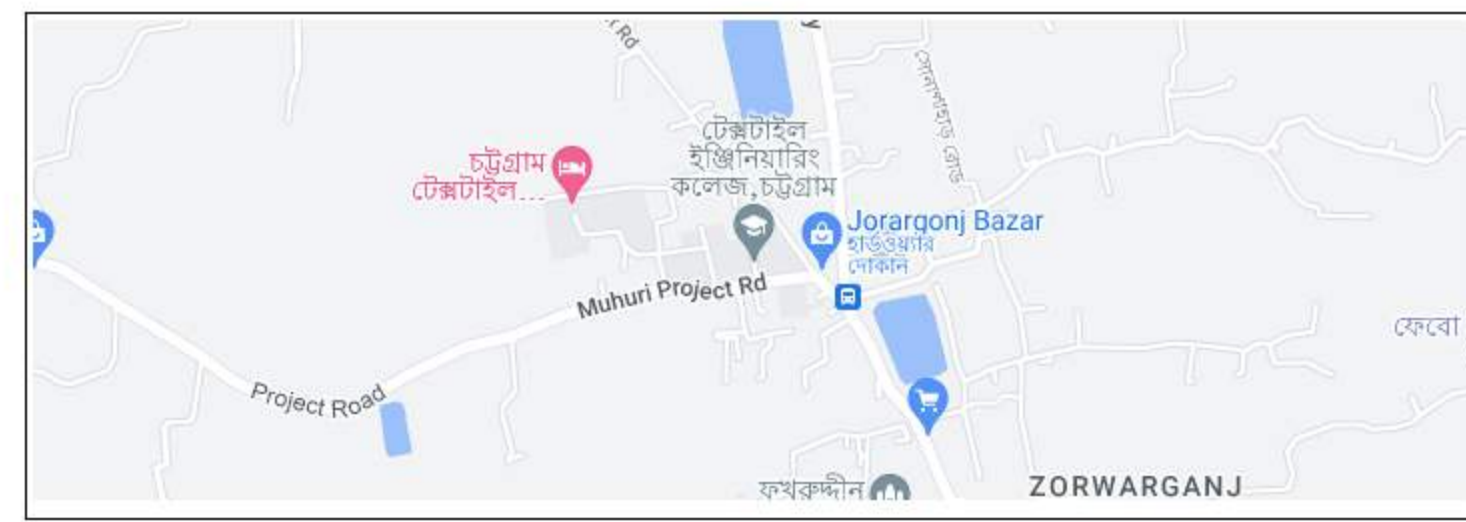 Rd
y
টেক্সটাইল
ইঞ্জিনিয়ারিং
কলেজ,চট্টগ্রাম
চট্টগ্রাম
টেক্সটাইল...
Jorargonj Bazar
হার্ডওয়্যার
দোকান
Muhuri Project Rd
Project Road
ফেবো
ফখরুদ্দীন
ZORWARGANJ